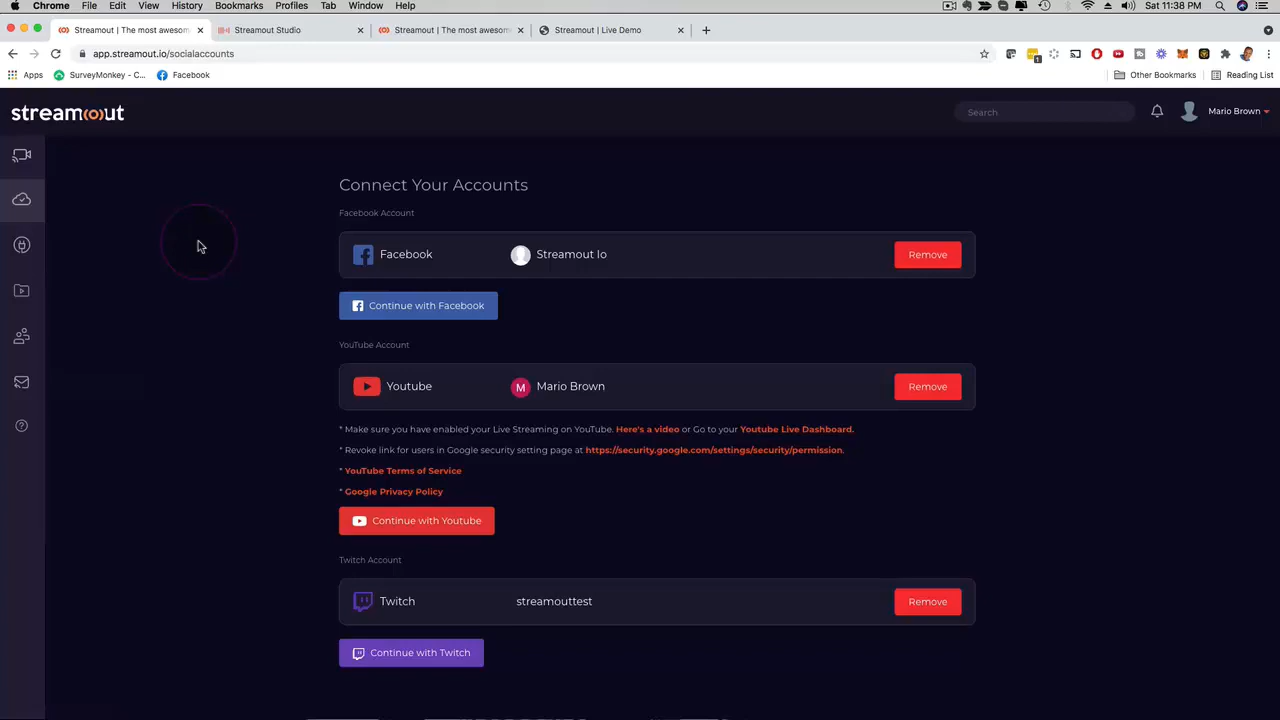 Chrome File Edit View History Bookmarks Profiles Tab Window Help Sat 11:38 PM
Streamout | The most awesom Streamout Studio Streamout | The most awesom Streamout | Live Demo
app.streamout.io/socialaccounts
Apps SurveyMonkey - C... Facebook Other Bookmarks Reading List
streamout Search Mario Brown
Connect Your Accounts
Facebook Account
Facebook Streamout Io Remove
Continue with Facebook
YouTube Account
Youtube M Mario Brown Remove
* Make sure you have enabled your Live Streaming on YouTube. Here's a video or Go to your Youtube Live Dashboard.
* Revoke link for users in Google security setting page at https://security.google.com/settings/security/permission.
* YouTube Terms of Service
* Google Privacy Policy
Continue with Youtube
Twitch Account
Twitch streamouttest Remove
Continue with Twitch